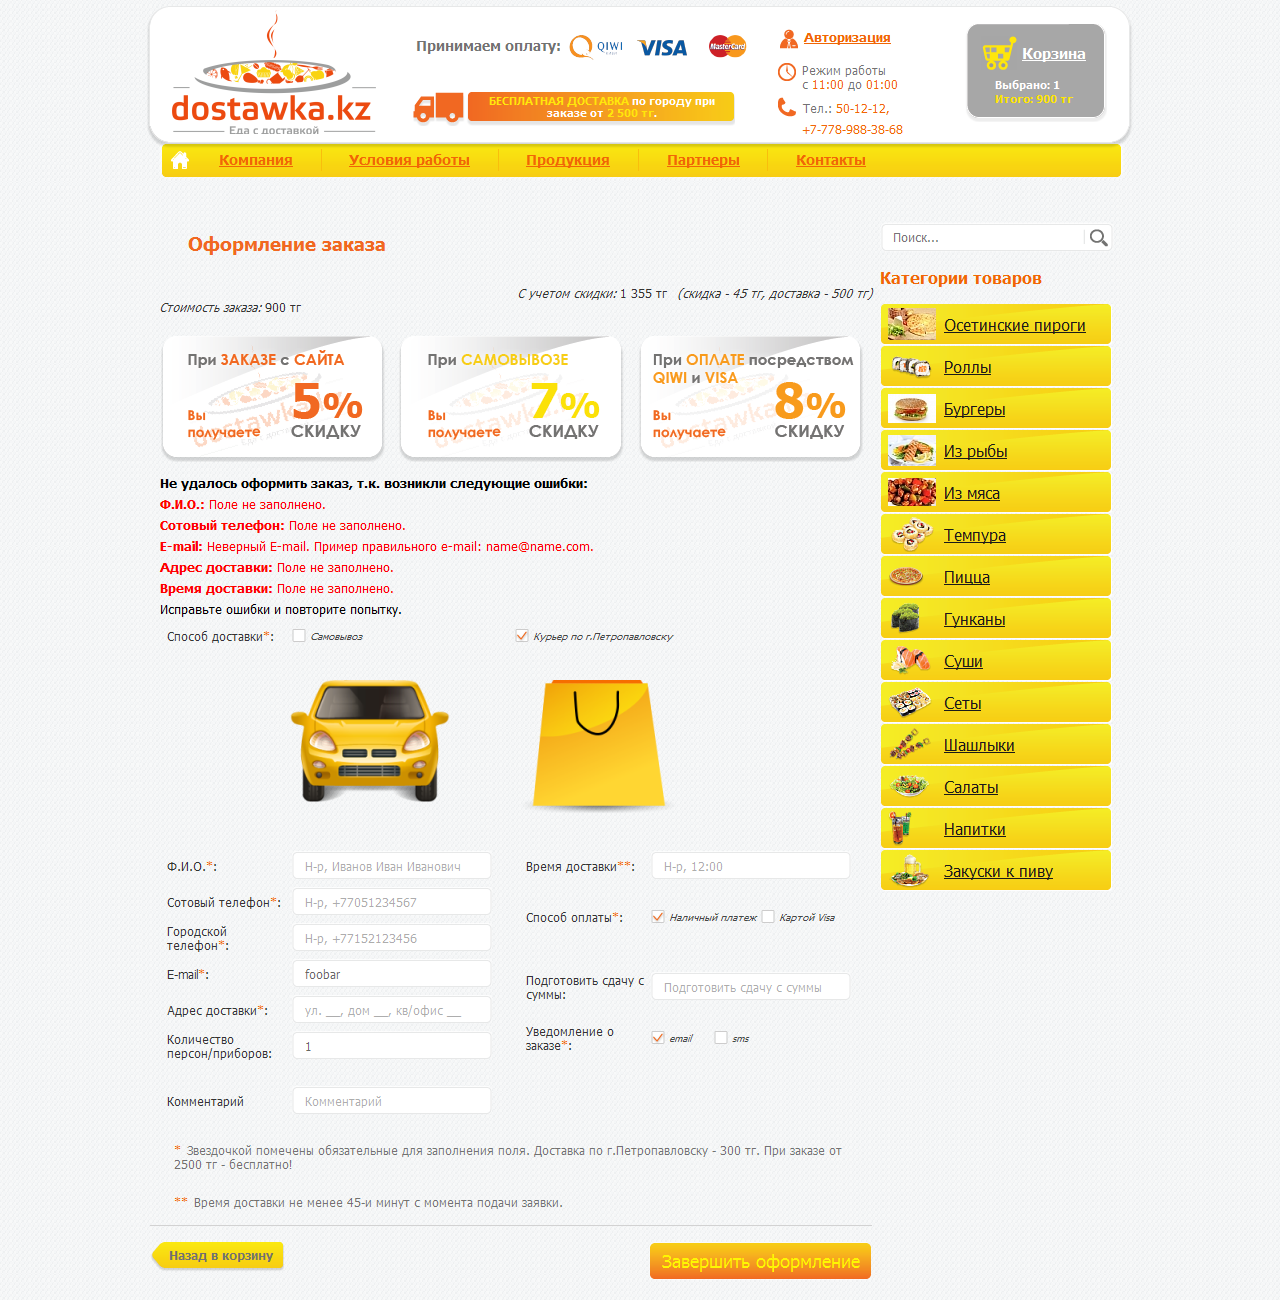 dostawka.kz
Еда с доставкой
Принимаем оплату: QIWI VISA MasterCard
БЕСПЛАТНАЯ ДОСТАВКА по городу при
заказе от 2 500 тг.
Авторизация
Режим работы
с 11:00 до 01:00
Тел.: 50-12-12,
+7-778-988-38-68
Корзина
Выбрано: 1
Итого: 900 тг
Компания
Условия работы
Продукция
Партнеры
Контакты
Оформление заказа
С учетом скидки: 1 355 тг (скидка - 45 тг, доставка - 500 тг)
Стоимость заказа: 900 тг
При ЗАКАЗЕ с САЙТА
Вы
получаете
5%
СКИДКУ
При САМОВЫВОЗЕ
Вы
получаете
7%
СКИДКУ
При ОПЛАТЕ посредством
QIWI и VISA
Вы
получаете
8%
СКИДКУ
Не удалось оформить заказ, т.к. возникли следующие ошибки:
Ф.И.О.: Поле не заполнено.
Сотовый телефон: Поле не заполнено.
E-mail: Неверный E-mail. Пример правильного e-mail: name@name.com.
Адрес доставки: Поле не заполнено.
Время доставки: Поле не заполнено.
Исправьте ошибки и повторите попытку.
Способ доставки*: Самовывоз Курьер по г.Петропавловску
Ф.И.О.*: Н-р, Иванов Иван Иванович
Сотовый телефон*: Н-р, +77051234567
Городской
телефон*: Н-р, +77152123456
E-mail*: foobar
Адрес доставки*: ул. __, дом __, кв/офис __
Количество
персон/приборов: 1
Комментарий Комментарий
Время доставки**: Н-р, 12:00
Способ оплаты*: Наличный платеж Картой Visa
Подготовить сдачу с
суммы: Подготовить сдачу с суммы
Уведомление о
заказе*: email sms
* Звездочкой помечены обязательные для заполнения поля. Доставка по г.Петропавловску - 300 тг. При заказе от
2500 тг - бесплатно!
** Время доставки не менее 45-и минут с момента подачи заявки.
Назад в корзину
Завершить оформление
Поиск...
Категории товаров
Осетинские пироги
Роллы
Бургеры
Из рыбы
Из мяса
Темпура
Пицца
Гунканы
Суши
Сеты
Шашлыки
Салаты
Напитки
Закуски к пиву